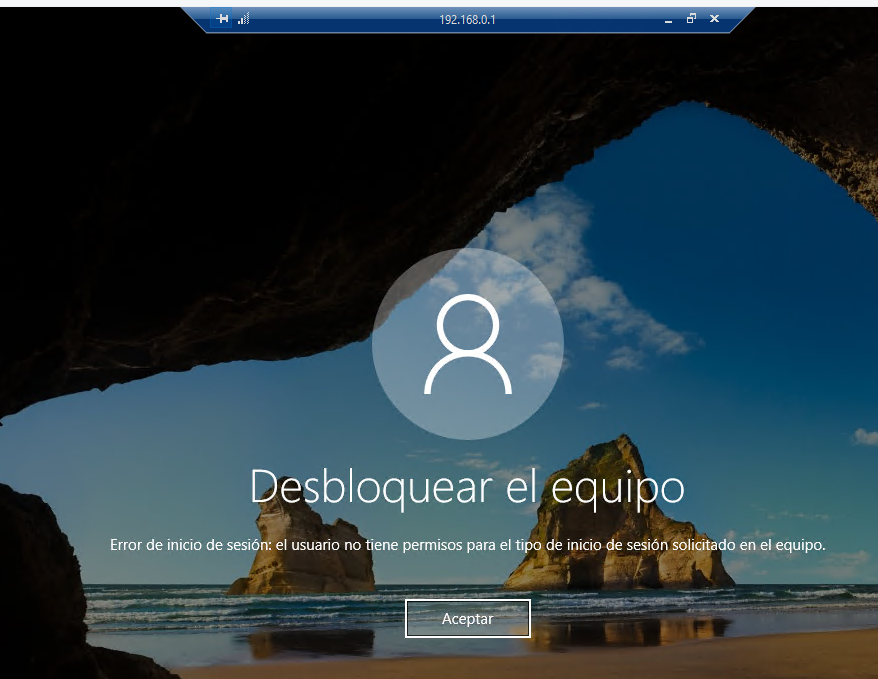 192.168.0.1
Desbloquear el equipo
Error de inicio de sesión: el usuario no tiene permisos para el tipo de inicio de sesión solicitado en el equipo.
Aceptar